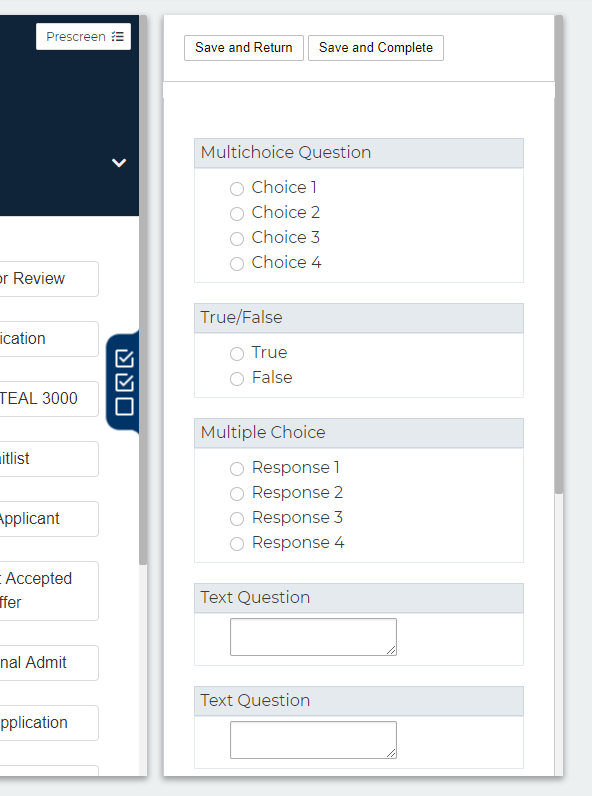 Prescreen
or Review
ication
TEAL 3000
itlist
Applicant
t Accepted
ffer
nal Admit
pplication
Save and Return
Save and Complete
Multichoice Question
Choice 1
Choice 2
Choice 3
Choice 4
True/False
True
False
Multiple Choice
Response 1
Response 2
Response 3
Response 4
Text Question
Text Question